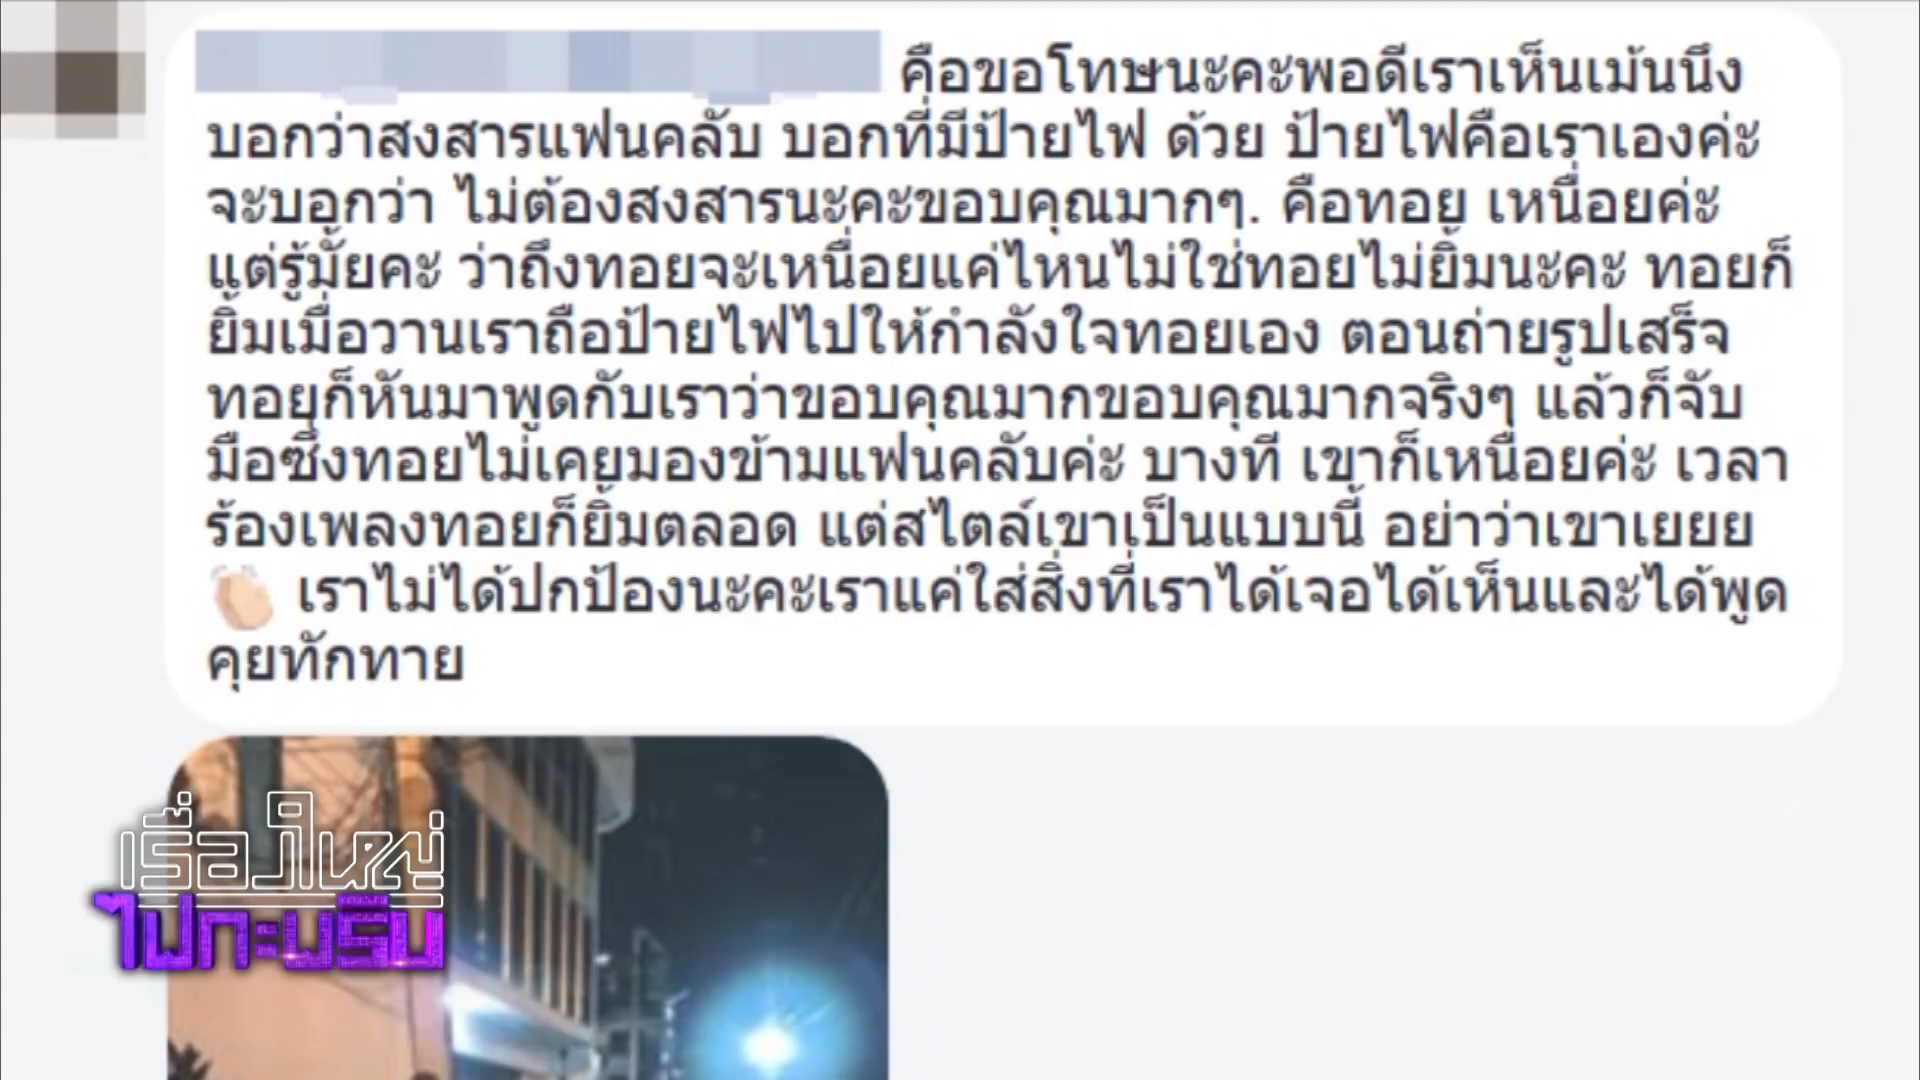 คือขอโทษนะคะพอดีเราเห็นเม้นนึง
บอกว่าสงสารแฟนคลับ บอกที่มีป้ายไฟ ด้วย ป้ายไฟคือเราเองค่ะ
จะบอกว่า ไม่ต้องสงสารนะคะขอบคุณมากๆ. คือทอย เหนื่อยค่ะ
แต่รู้มั้ยคะ ว่าถึงทอยจะเหนื่อยแค่ไหนไม่ใช่ทอยไม่ยิ้มนะคะ ทอยก็
ยิ้มเมื่อวานเราถือป้ายไฟไปให้กำลังใจทอยเอง ตอนถ่ายรูปเสร็จ
ทอยก็หันมาพูดกับเราว่าขอบคุณมากขอบคุณมากจริงๆ แล้วก็จับ
มือซึ่งทอยไม่เคยมองข้ามแฟนคลับค่ะ บางที เขาก็เหนื่อยค่ะ เวลา
ร้องเพลงทอยก็ยิ้มตลอด แต่สไตล์เขาเป็นแบบนี้ อย่าว่าเขาเยยย
👏🏻 เราไม่ได้ปกป้องนะคะเราแค่ใส่สิ่งที่เราได้เจอได้เห็นและได้พูด
คุยทักทาย
เรื่องใหญ่
ไฟกะพริบ